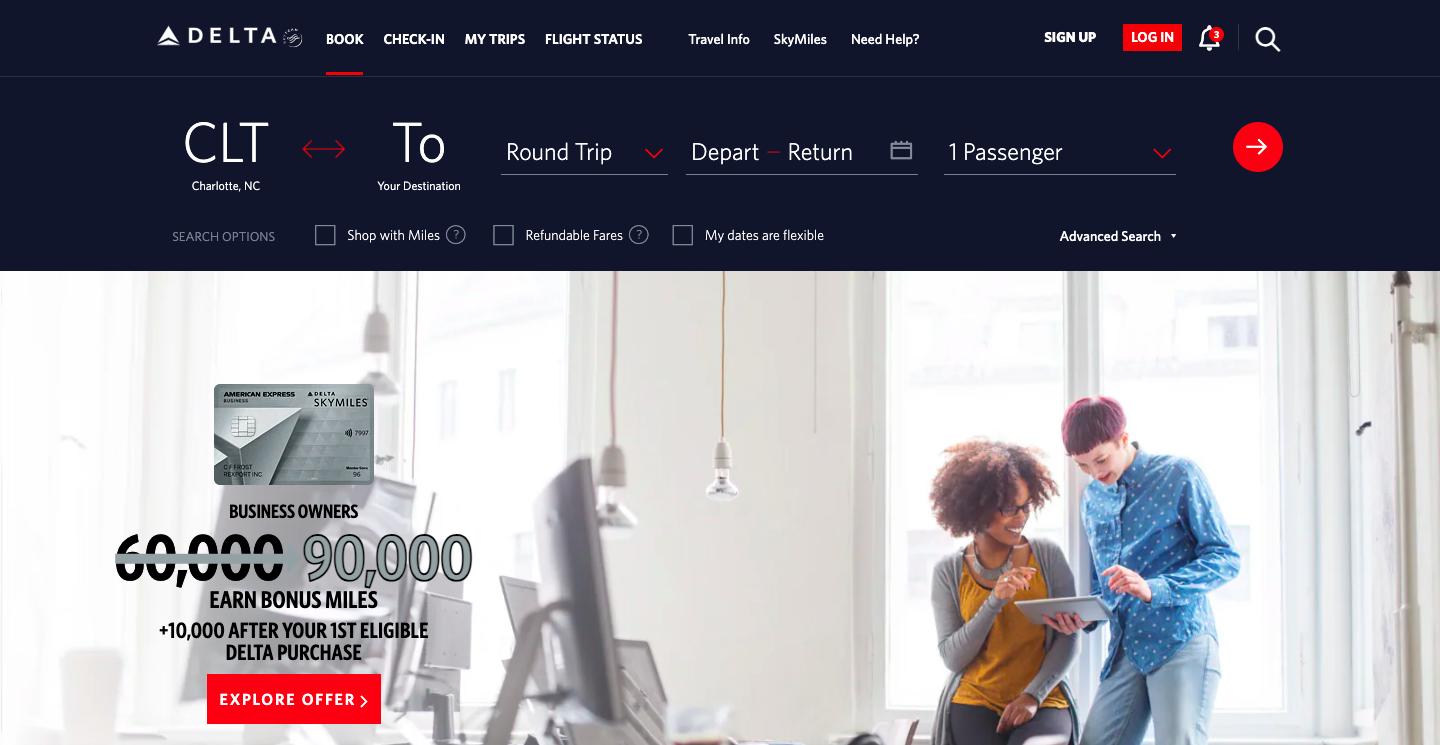 DELTA
BOOK CHECK-IN MY TRIPS FLIGHT STATUS Travel Info SkyMiles Need Help? SIGN UP LOG IN 3
CLT To Round Trip Depart – Return 1 Passenger
Charlotte, NC Your Destination
SEARCH OPTIONS Shop with Miles ? Refundable Fares ? My dates are flexible Advanced Search
AMERICAN EXPRESS DELTA
BUSINESS SKYMILES
7997
C F FROST Member Since
REXPORT INC 96
BUSINESS OWNERS
60,000 90,000
EARN BONUS MILES
+10,000 AFTER YOUR 1ST ELIGIBLE
DELTA PURCHASE
EXPLORE OFFER